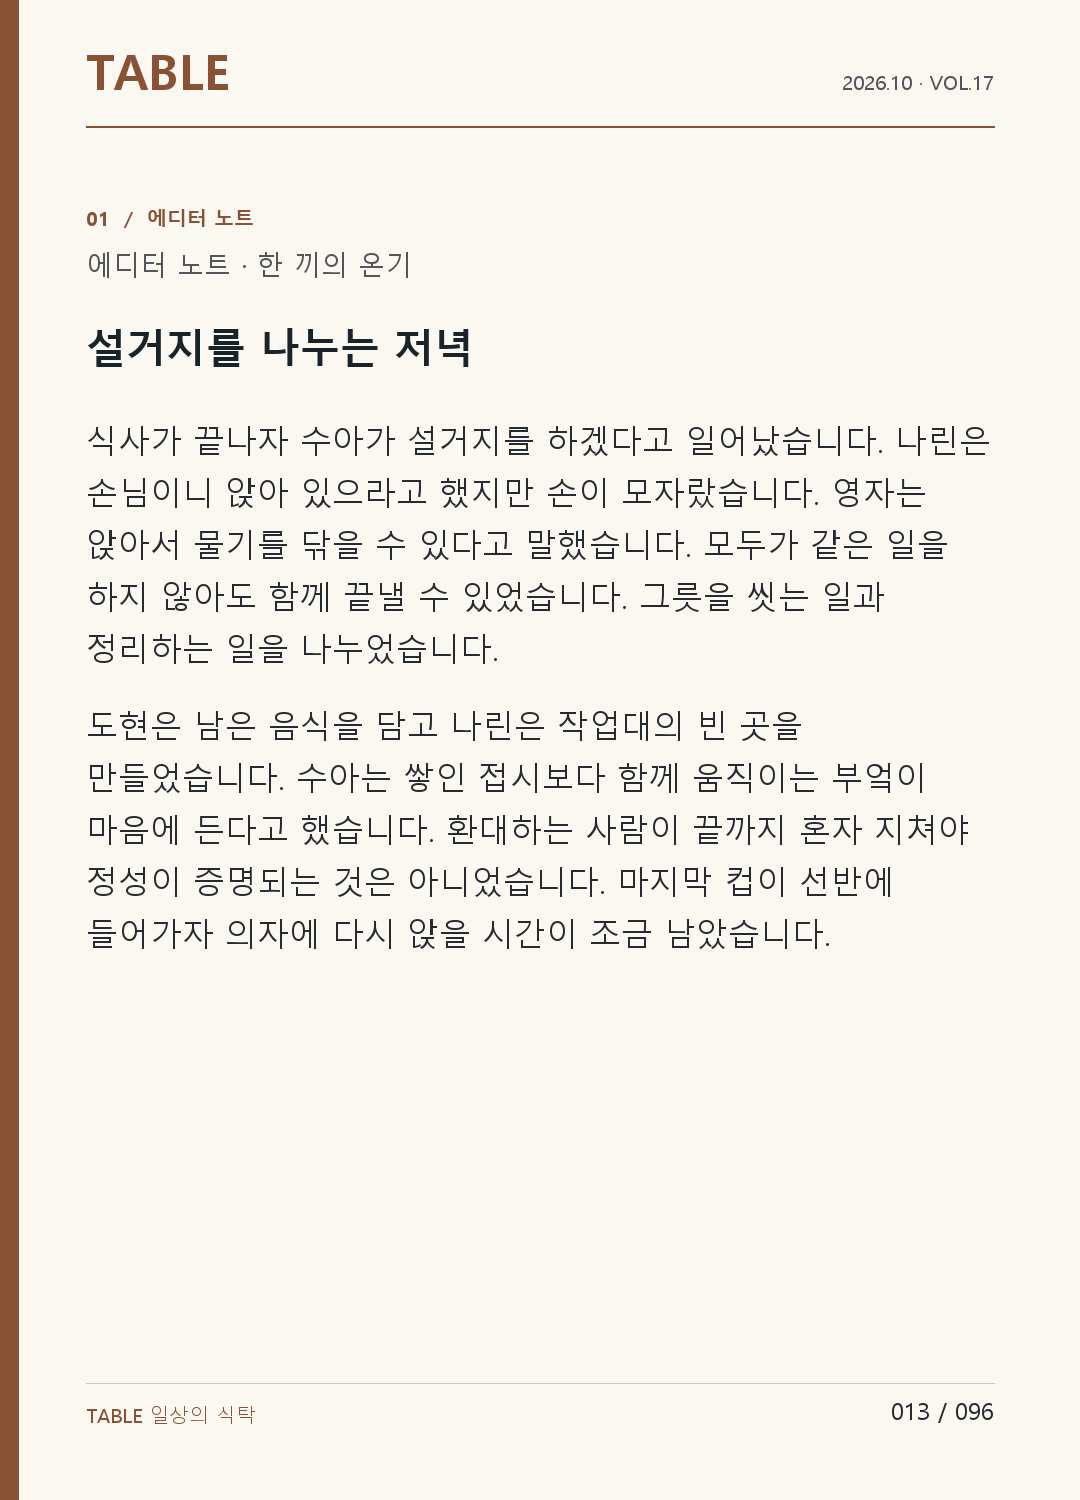 TABLE
2026.10 · VOL.17
01 / 에디터 노트
에디터 노트 · 한 끼의 온기
설거지를 나누는 저녁
식사가 끝나자 수아가 설거지를 하겠다고 일어났습니다. 나린은
손님이니 앉아 있으라고 했지만 손이 모자랐습니다. 영자는
앉아서 물기를 닦을 수 있다고 말했습니다. 모두가 같은 일을
하지 않아도 함께 끝낼 수 있었습니다. 그릇을 씻는 일과
정리하는 일을 나누었습니다.
도현은 남은 음식을 담고 나린은 작업대의 빈 곳을
만들었습니다. 수아는 쌓인 접시보다 함께 움직이는 부엌이
마음에 든다고 했습니다. 환대하는 사람이 끝까지 혼자 지쳐야
정성이 증명되는 것은 아니었습니다. 마지막 컵이 선반에
들어가자 의자에 다시 앉을 시간이 조금 남았습니다.
TABLE 일상의 식탁
013 / 096